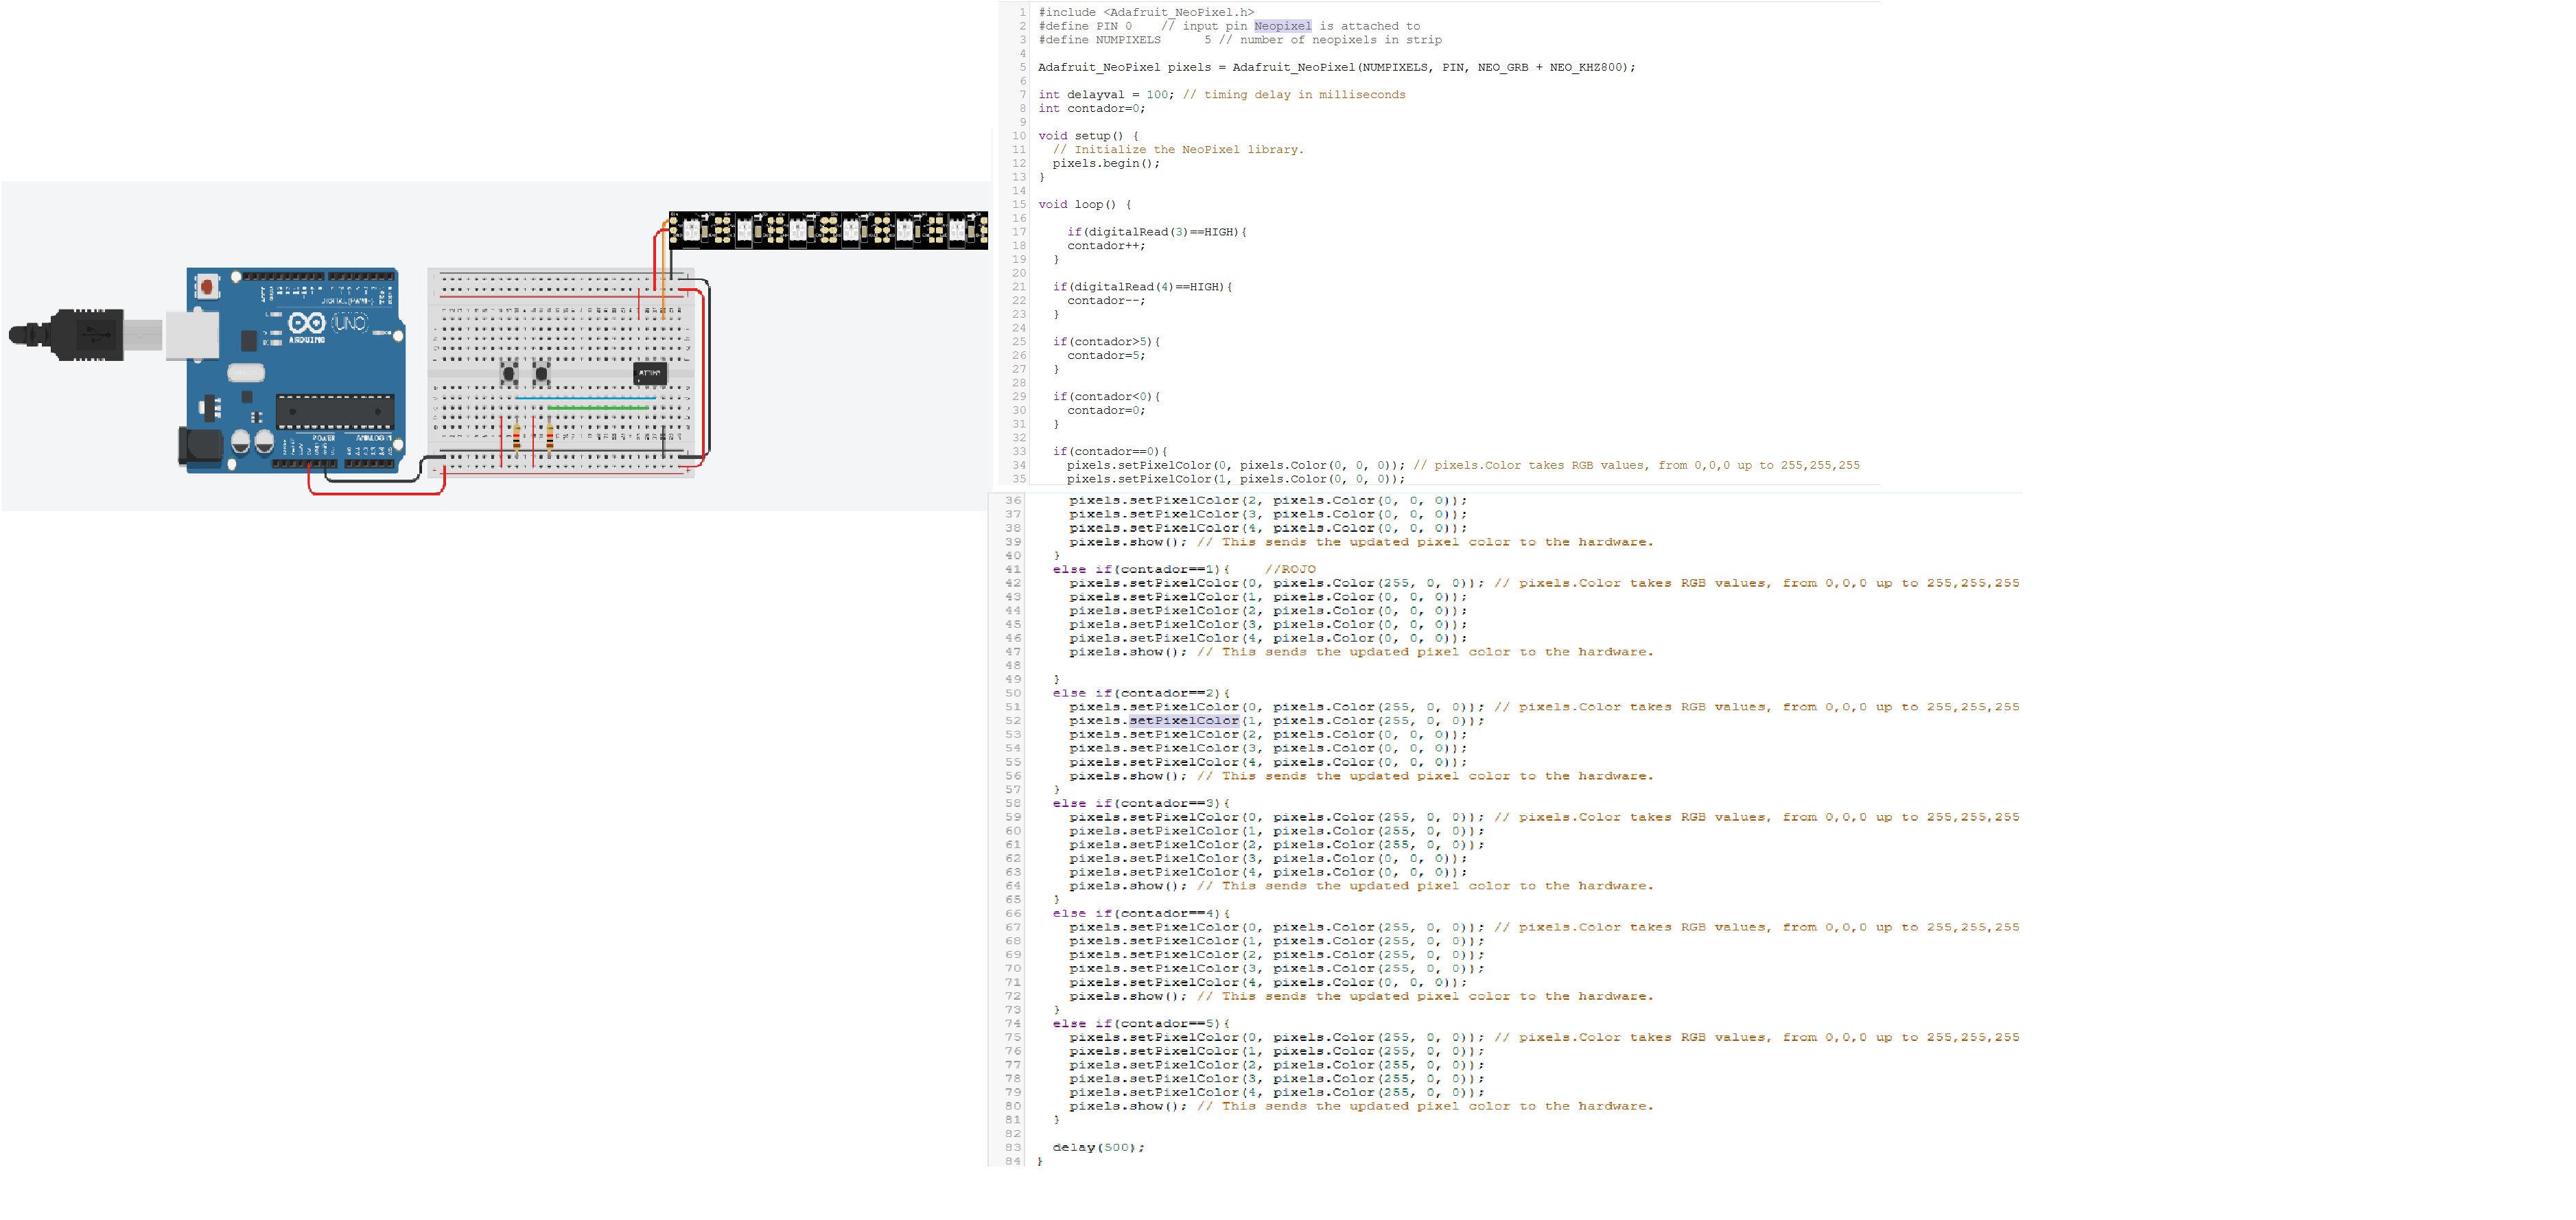 UNO
ARDUINO
ATTINY
POWER
ANALOG IN
1 #include <Adafruit_NeoPixel.h>
2 #define PIN 0    // input pin Neopixel is attached to
3 #define NUMPIXELS      5 // number of neopixels in strip
4
5 Adafruit_NeoPixel pixels = Adafruit_NeoPixel(NUMPIXELS, PIN, NEO_GRB + NEO_KHZ800);
6
7 int delayval = 100; // timing delay in milliseconds
8 int contador=0;
9
10 void setup() {
11   // Initialize the NeoPixel library.
12   pixels.begin();
13 }
14
15 void loop() {
16
17     if(digitalRead(3)==HIGH){
18     contador++;
19   }
20
21   if(digitalRead(4)==HIGH){
22     contador--;
23   }
24
25   if(contador>5){
26     contador=5;
27   }
28
29   if(contador<0){
30     contador=0;
31   }
32
33   if(contador==0){
34     pixels.setPixelColor(0, pixels.Color(0, 0, 0)); // pixels.Color takes RGB values, from 0,0,0 up to 255,255,255
35     pixels.setPixelColor(1, pixels.Color(0, 0, 0));
36     pixels.setPixelColor(2, pixels.Color(0, 0, 0));
37     pixels.setPixelColor(3, pixels.Color(0, 0, 0));
38     pixels.setPixelColor(4, pixels.Color(0, 0, 0));
39     pixels.show(); // This sends the updated pixel color to the hardware.
40   }
41   else if(contador==1){    //ROJO
42     pixels.setPixelColor(0, pixels.Color(255, 0, 0)); // pixels.Color takes RGB values, from 0,0,0 up to 255,255,255
43     pixels.setPixelColor(1, pixels.Color(0, 0, 0));
44     pixels.setPixelColor(2, pixels.Color(0, 0, 0));
45     pixels.setPixelColor(3, pixels.Color(0, 0, 0));
46     pixels.setPixelColor(4, pixels.Color(0, 0, 0));
47     pixels.show(); // This sends the updated pixel color to the hardware.
48
49   }
50   else if(contador==2){
51     pixels.setPixelColor(0, pixels.Color(255, 0, 0)); // pixels.Color takes RGB values, from 0,0,0 up to 255,255,255
52     pixels.setPixelColor(1, pixels.Color(255, 0, 0));
53     pixels.setPixelColor(2, pixels.Color(0, 0, 0));
54     pixels.setPixelColor(3, pixels.Color(0, 0, 0));
55     pixels.setPixelColor(4, pixels.Color(0, 0, 0));
56     pixels.show(); // This sends the updated pixel color to the hardware.
57   }
58   else if(contador==3){
59     pixels.setPixelColor(0, pixels.Color(255, 0, 0)); // pixels.Color takes RGB values, from 0,0,0 up to 255,255,255
60     pixels.setPixelColor(1, pixels.Color(255, 0, 0));
61     pixels.setPixelColor(2, pixels.Color(255, 0, 0));
62     pixels.setPixelColor(3, pixels.Color(0, 0, 0));
63     pixels.setPixelColor(4, pixels.Color(0, 0, 0));
64     pixels.show(); // This sends the updated pixel color to the hardware.
65   }
66   else if(contador==4){
67     pixels.setPixelColor(0, pixels.Color(255, 0, 0)); // pixels.Color takes RGB values, from 0,0,0 up to 255,255,255
68     pixels.setPixelColor(1, pixels.Color(255, 0, 0));
69     pixels.setPixelColor(2, pixels.Color(255, 0, 0));
70     pixels.setPixelColor(3, pixels.Color(255, 0, 0));
71     pixels.setPixelColor(4, pixels.Color(0, 0, 0));
72     pixels.show(); // This sends the updated pixel color to the hardware.
73   }
74   else if(contador==5){
75     pixels.setPixelColor(0, pixels.Color(255, 0, 0)); // pixels.Color takes RGB values, from 0,0,0 up to 255,255,255
76     pixels.setPixelColor(1, pixels.Color(255, 0, 0));
77     pixels.setPixelColor(2, pixels.Color(255, 0, 0));
78     pixels.setPixelColor(3, pixels.Color(255, 0, 0));
79     pixels.setPixelColor(4, pixels.Color(255, 0, 0));
80     pixels.show(); // This sends the updated pixel color to the hardware.
81   }
82
83   delay(500);
84 }